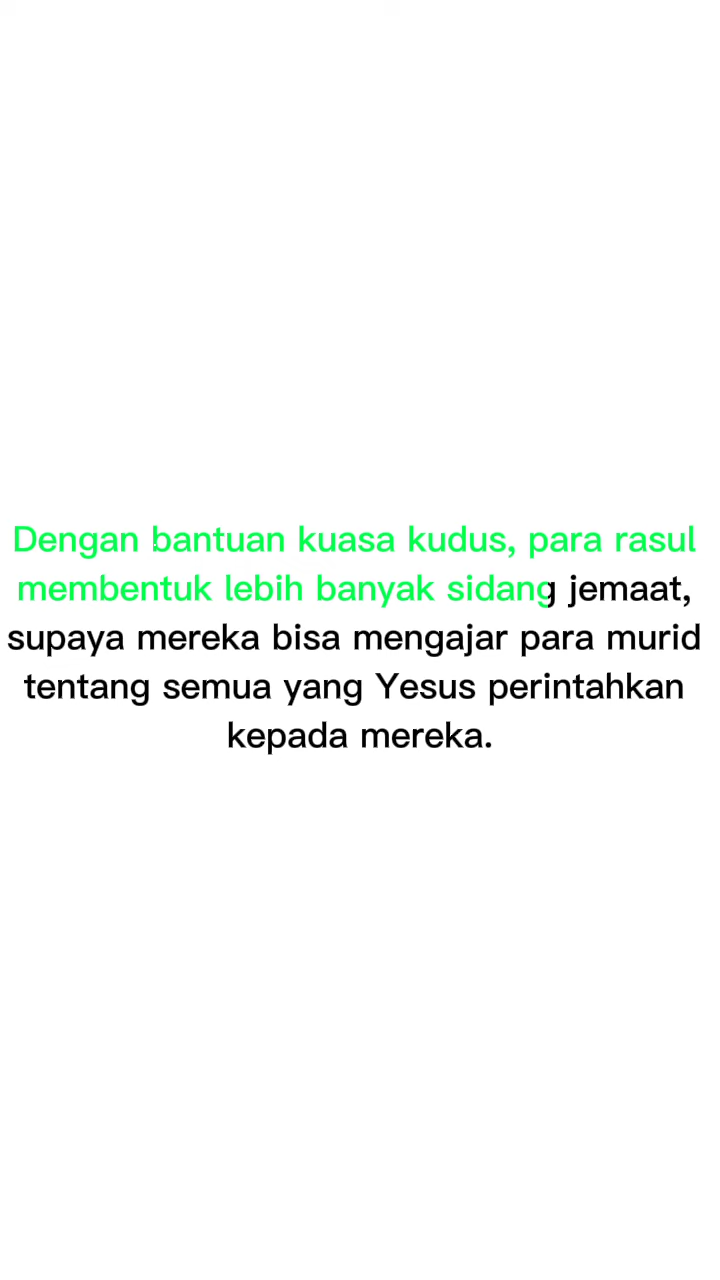 Dengan bantuan kuasa kudus, para rasul
membentuk lebih banyak sidang jemaat,
supaya mereka bisa mengajar para murid
tentang semua yang Yesus perintahkan
kepada mereka.